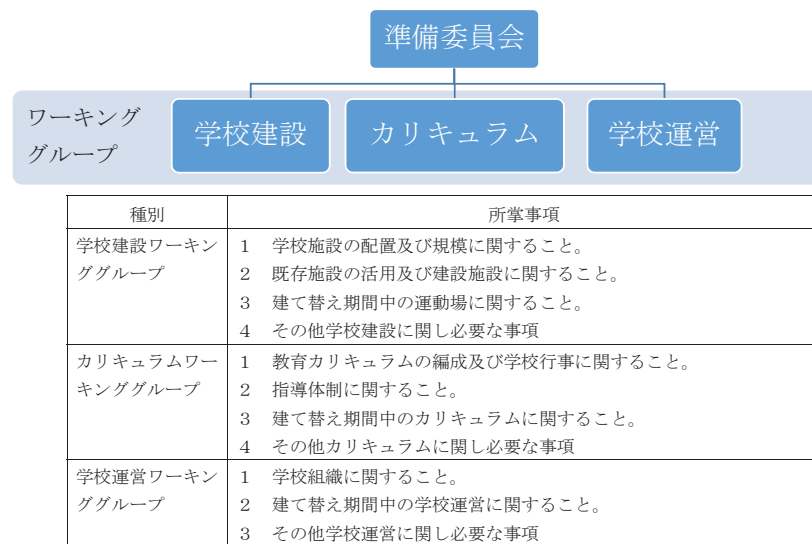 準備委員会
ワーキング
グループ
学校建設
カリキュラム
学校運営
種別 所掌事項
学校建設ワーキン
ググループ
1 学校施設の配置及び規模に関すること。
2 既存施設の活用及び建設施設に関すること。
3 建て替え期間中の運動場に関すること。
4 その他学校建設に関し必要な事項
カリキュラムワー
キンググループ
1 教育カリキュラムの編成及び学校行事に関すること。
2 指導体制に関すること。
3 建て替え期間中のカリキュラムに関すること。
4 その他カリキュラムに関し必要な事項
学校運営ワーキン
ググループ
1 学校組織に関すること。
2 建て替え期間中の学校運営に関すること。
3 その他学校運営に関し必要な事項